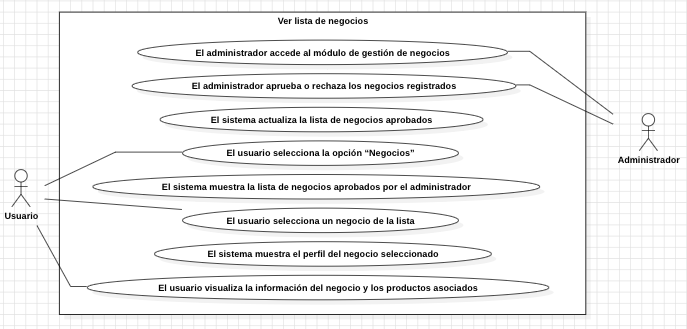 Ver lista de negocios
El administrador accede al módulo de gestión de negocios
El administrador aprueba o rechaza los negocios registrados
El sistema actualiza la lista de negocios aprobados
El usuario selecciona la opción “Negocios”
El sistema muestra la lista de negocios aprobados por el administrador
El usuario selecciona un negocio de la lista
El sistema muestra el perfil del negocio seleccionado
El usuario visualiza la información del negocio y los productos asociados
Usuario
Administrador